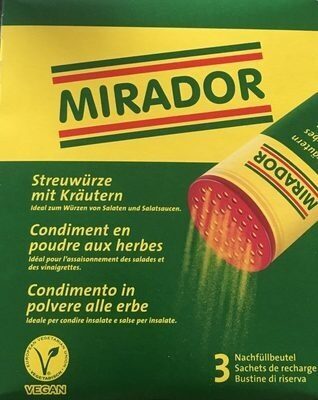 MIRADOR
Kräutern
MIRADOR
Streuwürze
mit Kräutern
Ideal zum Würzen von Salaten und Salatsaucen.
Condiment en
poudre aux herbes
Idéal pour l'assaisonnement des salades et
des vinaigrettes.
Condimento in
polvere alle erbe
Ideale per condire insalate e salse per insalate.
VEGAN
3 Nachfüllbeutel
Sachets de recharge
Bustine di riserva